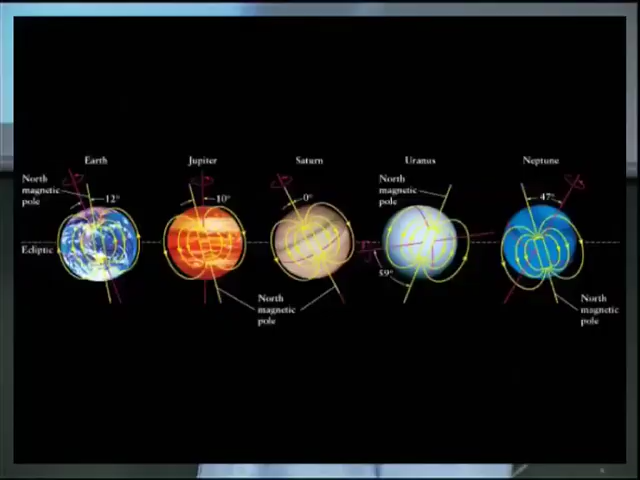 Earth
Jupiter
Saturn
Uranus
Neptune
North
magnetic
pole
12°
10°
0°
North
magnetic
pole
47°
Ecliptic
59°
North
magnetic
pole
North
magnetic
pole